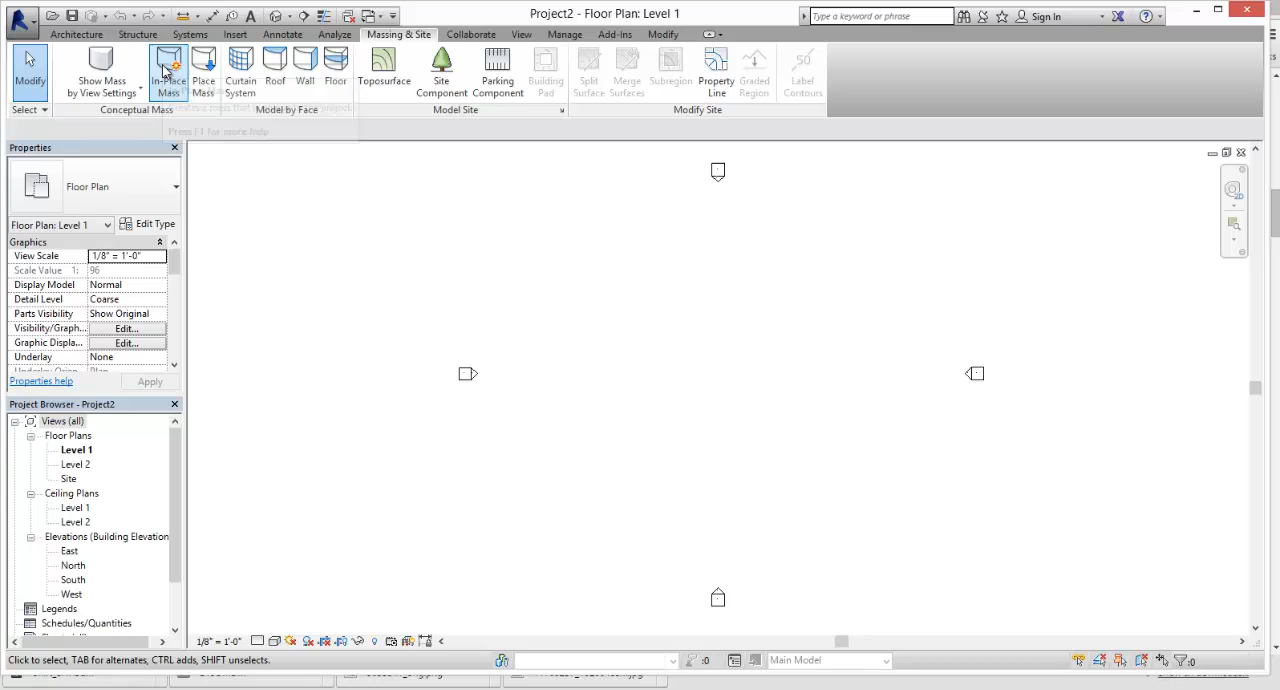 Project2 - Floor Plan: Level 1
Type a keyword or phrase
Sign In
Architecture Structure Systems Insert Annotate Analyze Massing & Site Collaborate View Manage Add-Ins Modify
Modify
Show Mass
by View Settings
In-Place
Mass
Place
Mass
Curtain
System
Roof
Wall
Floor
Toposurface
Site
Component
Parking
Component
Building
Pad
Split
Surface
Merge
Surfaces
Subregion
Property
Line
Graded
Region
50
Label
Contours
Select
Conceptual Mass
Model by Face
Model Site
Modify Site
Press F1 for more help
Properties
Floor Plan
Floor Plan: Level 1 Edit Type
Graphics
View Scale 1/8" = 1'-0"
Scale Value 1: 96
Display Model Normal
Detail Level Coarse
Parts Visibility Show Original
Visibility/Graph... Edit...
Graphic Displa... Edit...
Underlay None
Properties help Apply
Project Browser - Project2
Views (all)
Floor Plans
Level 1
Level 2
Site
Ceiling Plans
Level 1
Level 2
Elevations (Building Elevation
East
North
South
West
Legends
Schedules/Quantities
1/8" = 1'-0"
Click to select, TAB for alternates, CTRL adds, SHIFT unselects.
:0
Main Model
:0